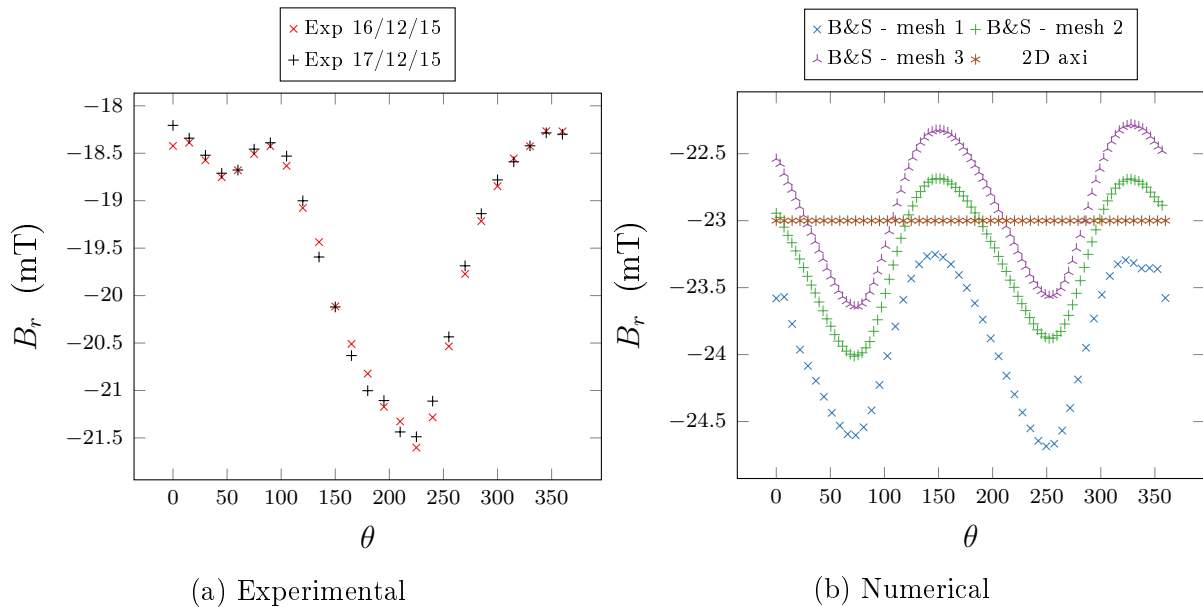 × Exp 16/12/15
+ Exp 17/12/15
−18
−18.5
−19
−19.5
−20
−20.5
−21
−21.5
B_r (mT)
0 50 100 150 200 250 300 350
θ
(a) Experimental
B&S - mesh 1 B&S - mesh 2
B&S - mesh 3 2D axi
−22.5
−23
−23.5
−24
−24.5
B_r (mT)
0 50 100 150 200 250 300 350
θ
(b) Numerical